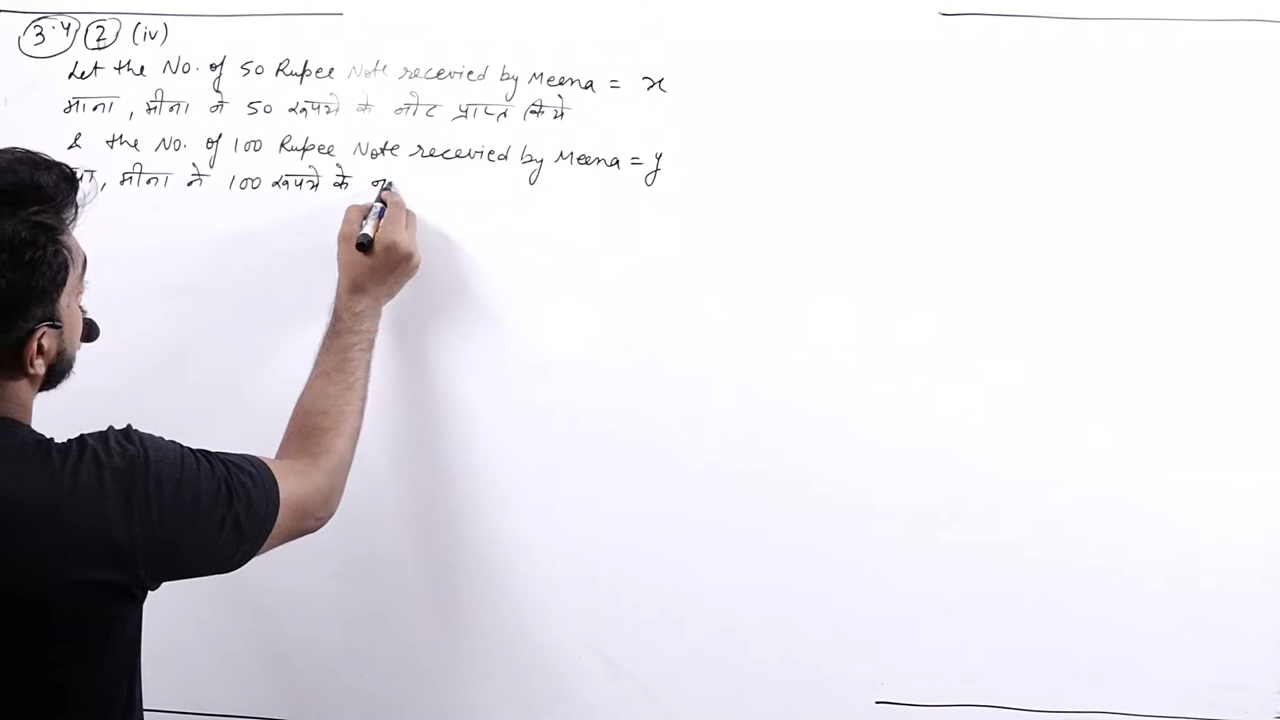 3.4 2 (iv)
Let the No. of 50 Rupee Note recevied by Meena = x
माना, मीना ने 50 रूपये के नोट प्राप्त किये
& the No. of 100 Rupee Note recevied by Meena = y
मीना ने 100 रूपये के